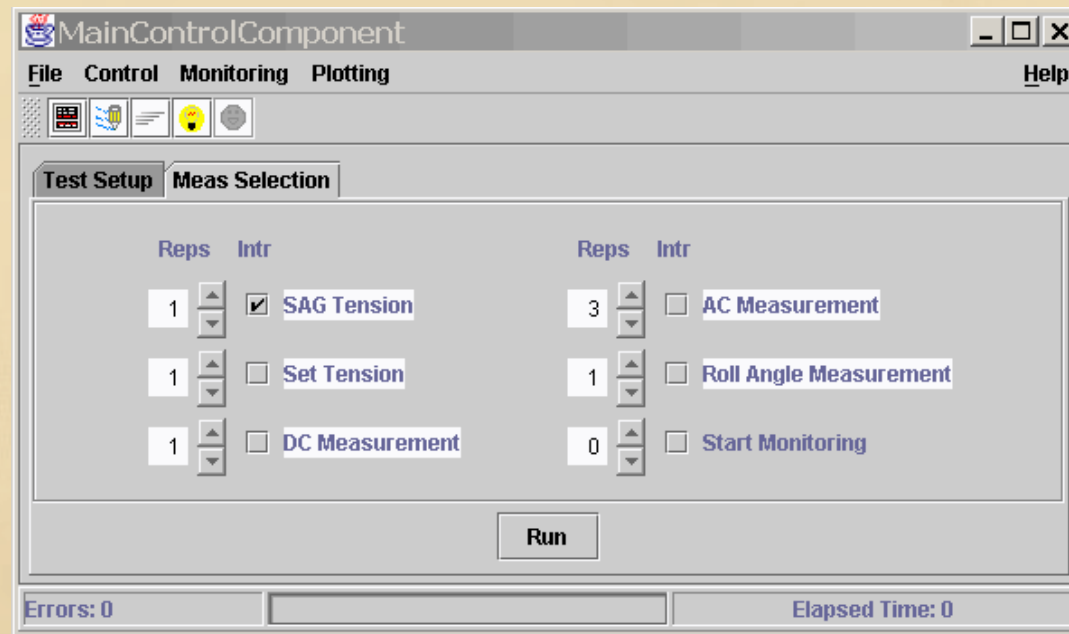 MainControlComponent
File Control Monitoring Plotting Help
Test Setup Meas Selection
Reps Intr Reps Intr
1 SAG Tension 3 AC Measurement
1 Set Tension 1 Roll Angle Measurement
1 DC Measurement 0 Start Monitoring
Run
Errors: 0 Elapsed Time: 0